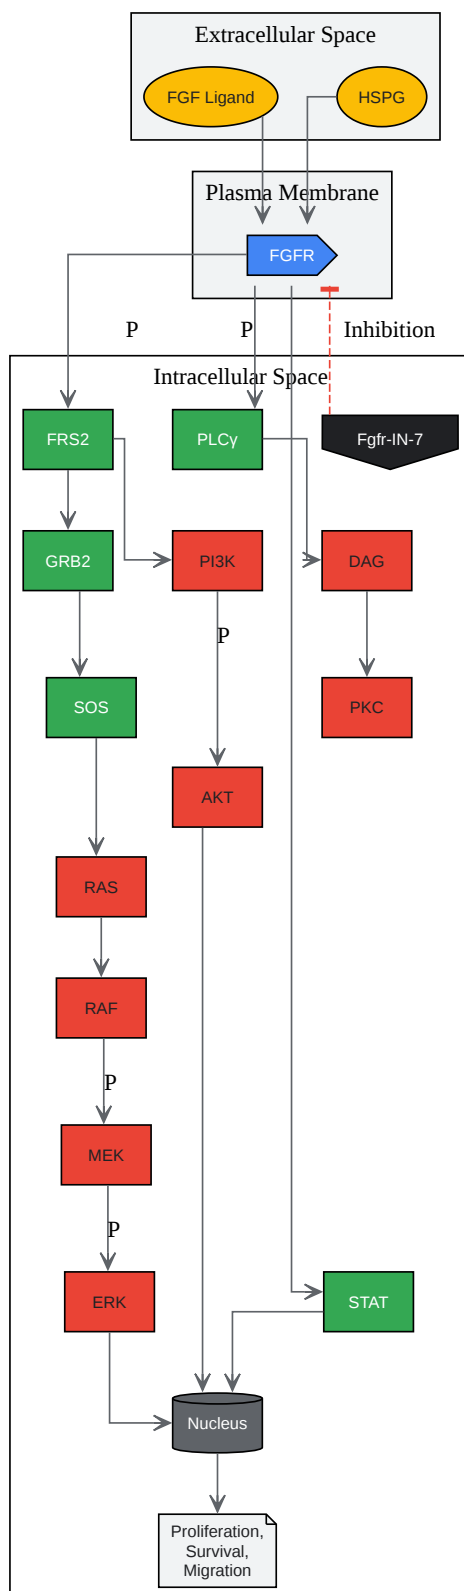 Extracellular Space
FGF Ligand
HSPG
Plasma Membrane
FGFR
P
P
Inhibition
Intracellular Space
FRS2
PLCγ
Fgfr-IN-7
GRB2
PI3K
DAG
P
SOS
PKC
AKT
RAS
RAF
P
MEK
P
ERK
STAT
Nucleus
Proliferation,
Survival,
Migration